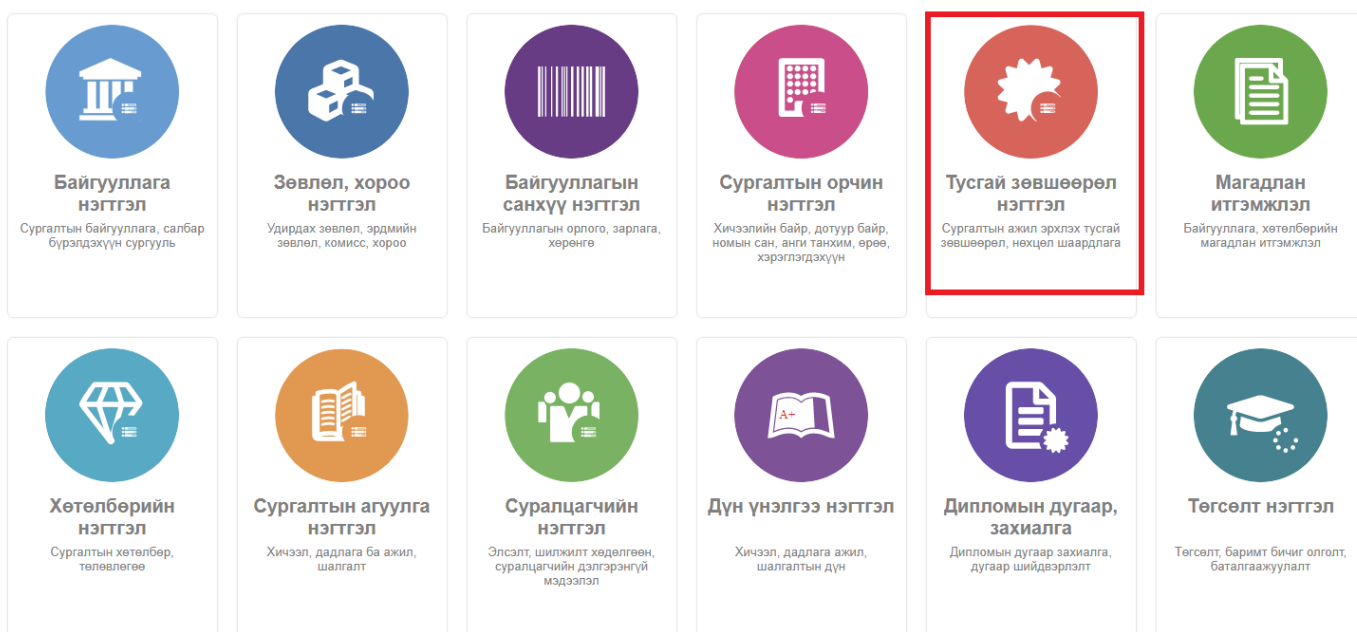 Байгууллага
нэгтгэл
Сургалтын байгууллага, салбар
бүрэлдэхүүн сургууль
Зөвлөл, хороо
нэгтгэл
Удирдах зөвлөл, эрдмийн
зөвлөл, комисс, хороо
Байгууллагын
санхүү нэгтгэл
Байгууллагын орлого, зарлага,
хөрөнгө
Сургалтын орчин
нэгтгэл
Хичээлийн байр, дотуур байр,
номын сан, анги танхим, өрөө,
хэрэглэгдэхүүн
Тусгай зөвшөөрөл
нэгтгэл
Сургалтын ажил эрхлэх тусгай
зөвшөөрөл, нөхцөл шаардлага
Магадлан
итгэмжлэл
Байгууллага, хөтөлбөрийн
магадлан итгэмжлэл
Хөтөлбөрийн
нэгтгэл
Сургалтын хөтөлбөр,
төлөвлөгөө
Сургалтын агуулга
нэгтгэл
Хичээл, дадлага ба ажил,
шалгалт
Суралцагчийн
нэгтгэл
Элсэлт, шилжилт хөдөлгөөн,
суралцагчийн дэлгэрэнгүй
мэдээлэл
A+
Дүн үнэлгээ нэгтгэл
Хичээл, дадлага ажил,
шалгалтын дүн
Дипломын дугаар,
захиалга
Дипломын дугаар захиалга,
дугаар шийдвэрлэлт
Төгсөлт нэгтгэл
Төгсөлт, баримт бичиг олголт,
баталгаажуулалт